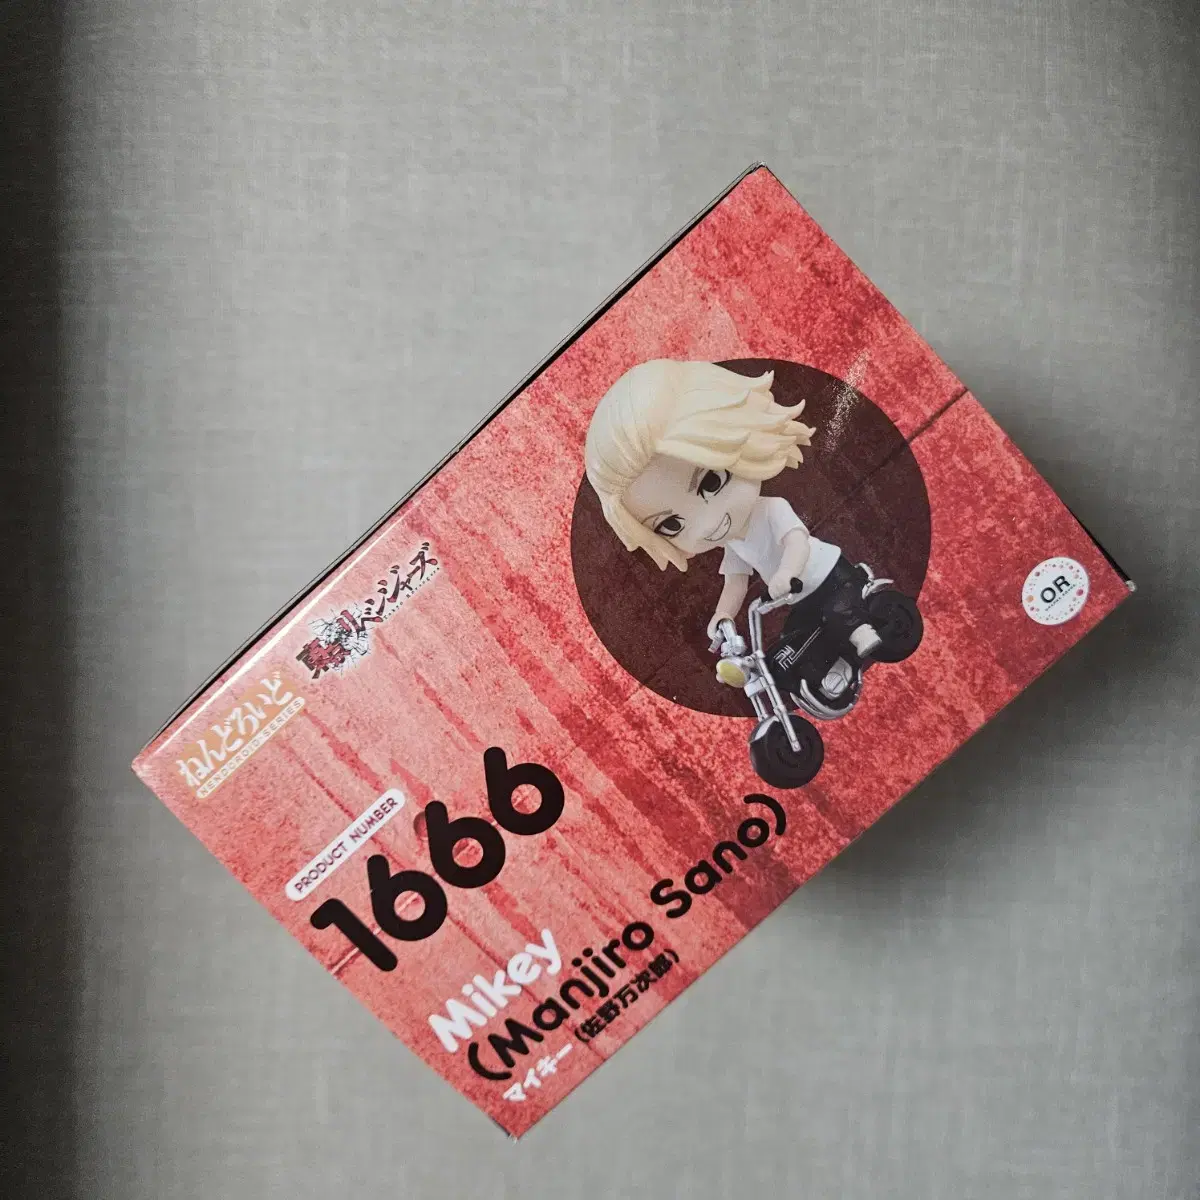 東京リベンジャーズ
ねんどろいど
NENDOROID SERIES
PRODUCT NUMBER
1666
Mikey
(Manjiro Sano)
マイキー (佐野万次郎)
OR